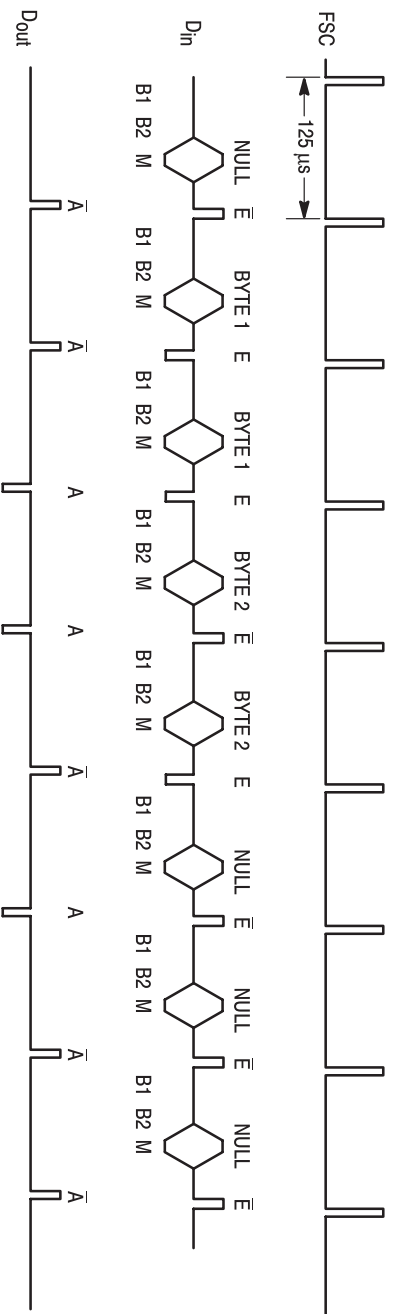 FSC
125 μs
NULL E̅ BYTE 1 E BYTE 1 E BYTE 2 E̅ BYTE 2 E NULL E̅ NULL E̅ NULL E̅
Din
B1 B2 M B1 B2 M B1 B2 M B1 B2 M B1 B2 M B1 B2 M B1 B2 M B1 B2 M
A̅ A̅ A A A̅ A A̅ A̅
Dout